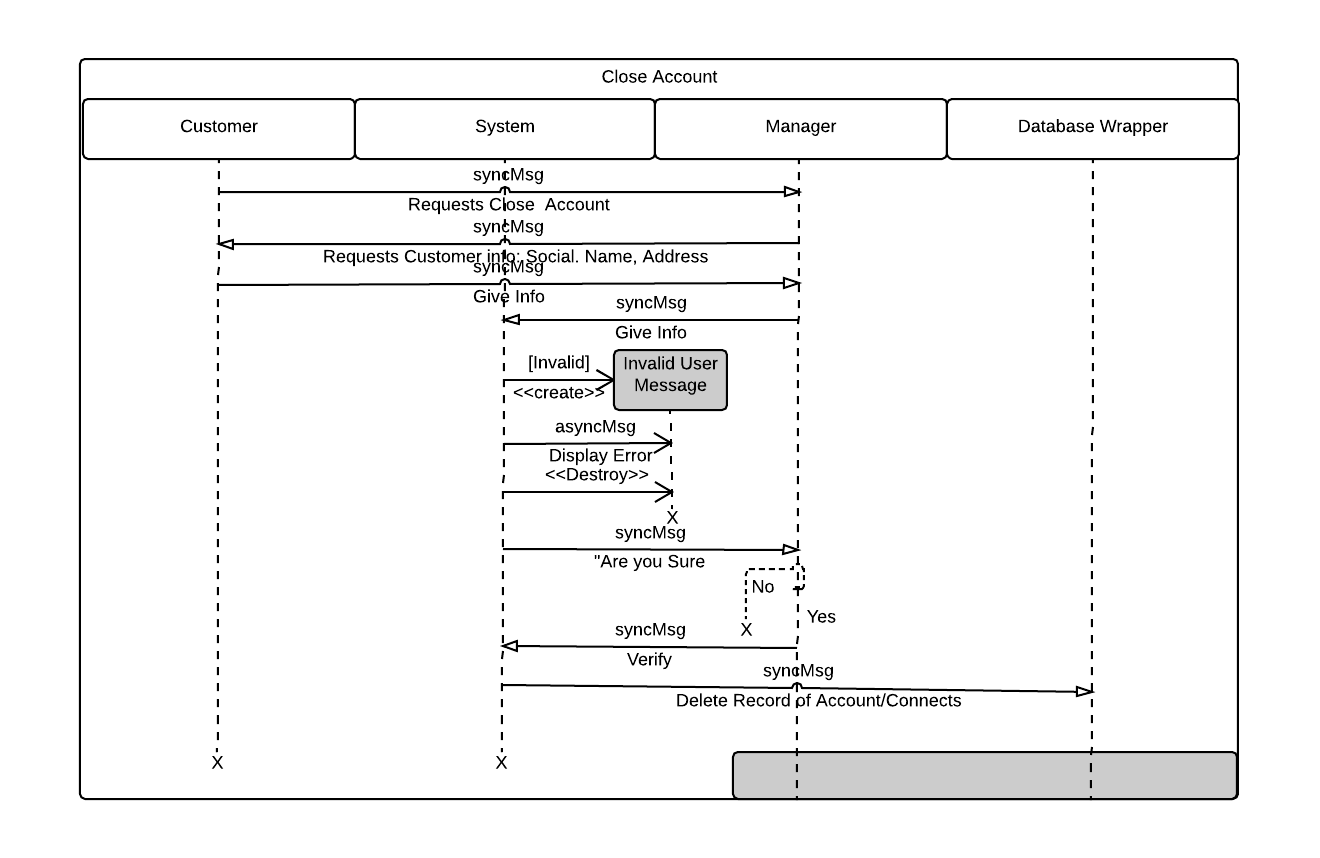 Close Account
Customer
System
Manager
Database Wrapper
syncMsg
Requests Close Account
syncMsg
Requests Customer info: Social. Name, Address
syncMsg
Give Info
syncMsg
Give Info
[Invalid]
<<create>>
Invalid User
Message
asyncMsg
Display Error
<<Destroy>>
X
syncMsg
"Are you Sure
No
Yes
X
syncMsg
Verify
syncMsg
Delete Record of Account/Connects
X
X